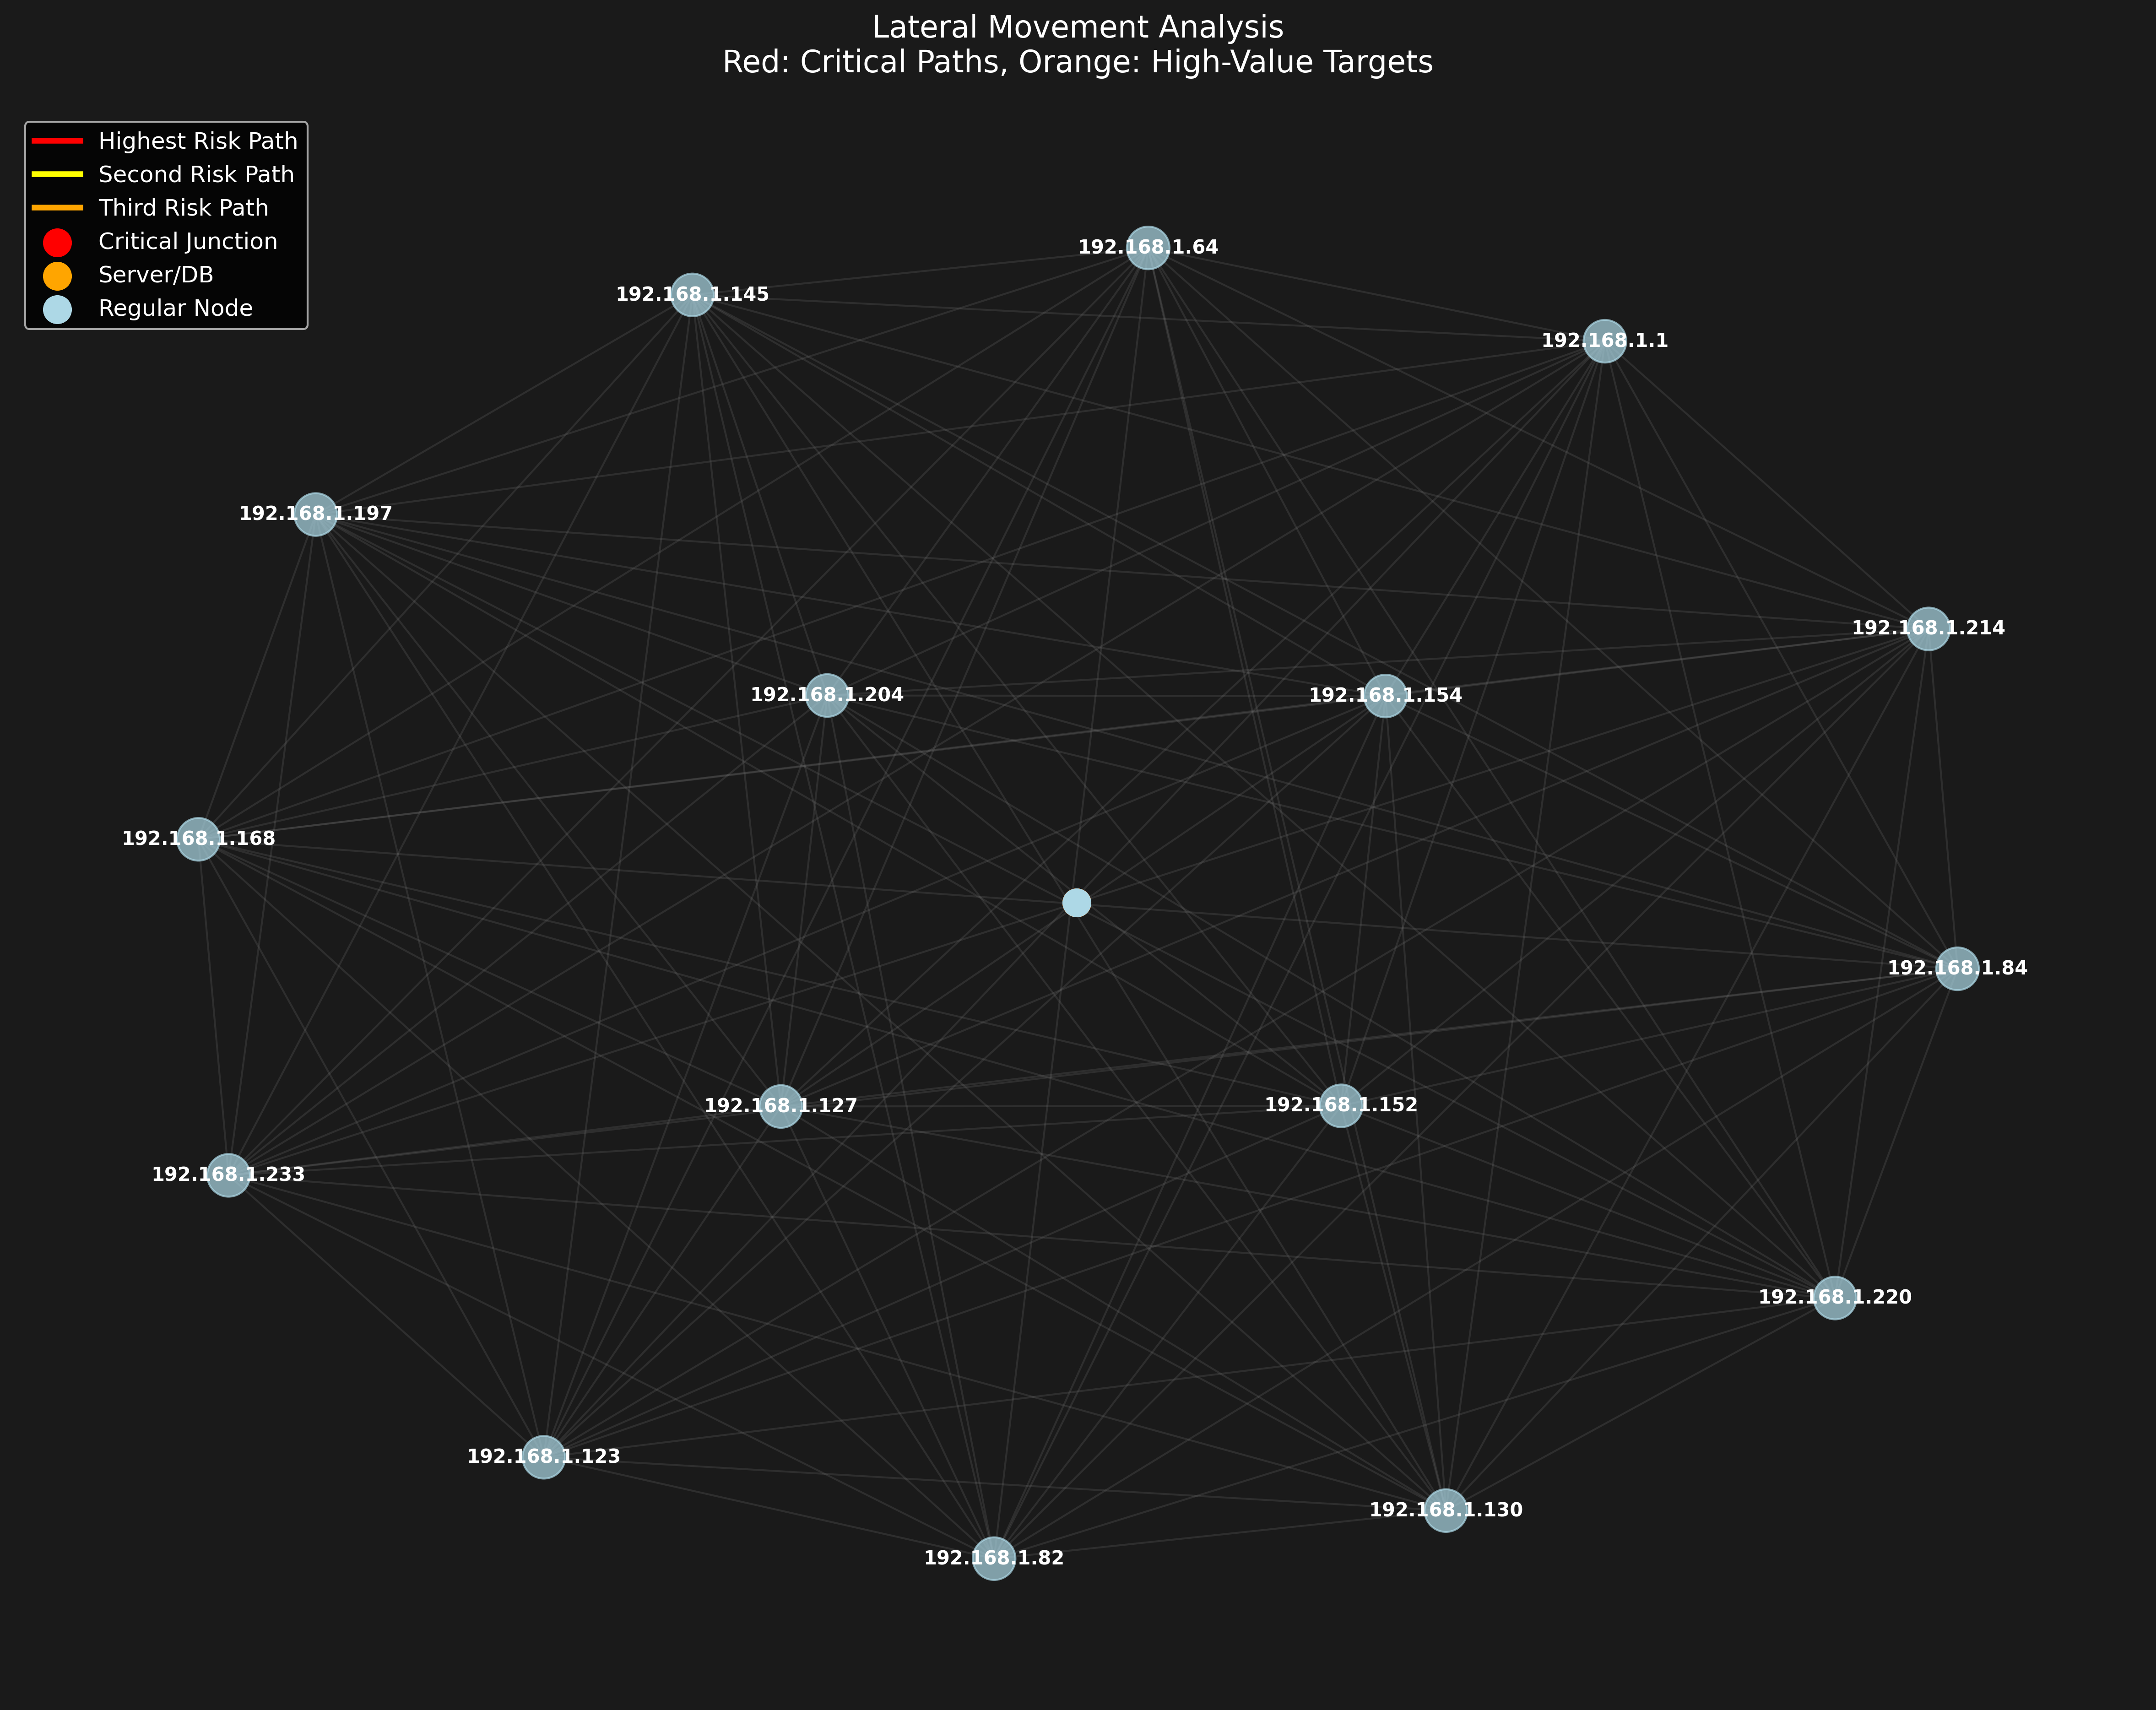 Lateral Movement Analysis
Red: Critical Paths, Orange: High-Value Targets
Highest Risk Path
Second Risk Path
Third Risk Path
Critical Junction
Server/DB
Regular Node
192.168.1.64
192.168.1.145
192.168.1.1
192.168.1.197
192.168.1.214
192.168.1.204
192.168.1.154
192.168.1.168
192.168.1.84
192.168.1.127
192.168.1.152
192.168.1.233
192.168.1.220
192.168.1.123
192.168.1.130
192.168.1.82